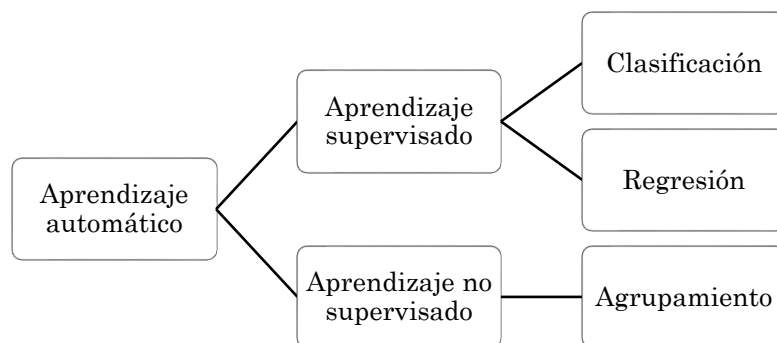 Clasificación
Aprendizaje
supervisado
Regresión
Aprendizaje
automático
Aprendizaje no
supervisado
Agrupamiento